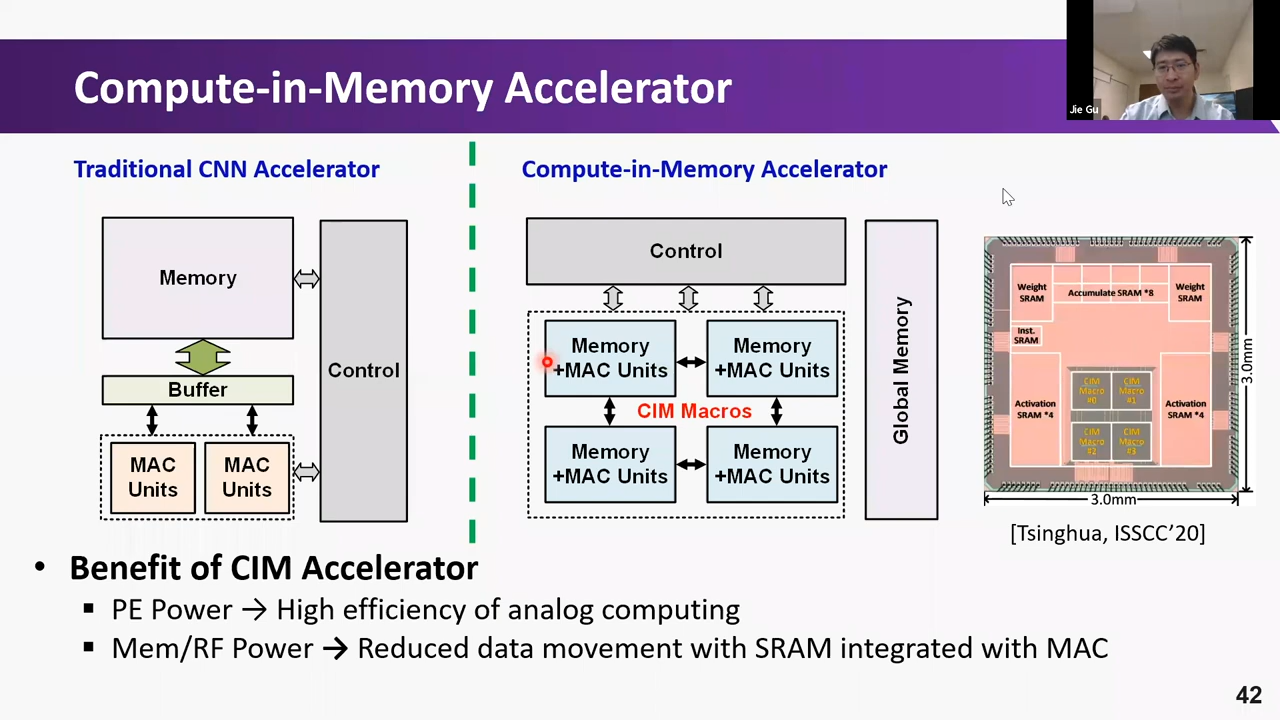 Compute-in-Memory Accelerator
Jie Gu
Traditional CNN Accelerator
Memory
Buffer
MAC
Units
MAC
Units
Control
Compute-in-Memory Accelerator
Control
Memory
+MAC Units
Memory
+MAC Units
CIM Macros
Memory
+MAC Units
Memory
+MAC Units
Global Memory
Weight
SRAM
Accumulate SRAM *8
Weight
SRAM
Inst.
SRAM
Activation
SRAM *4
CIM
Macro
#0
CIM
Macro
#1
CIM
Macro
#2
CIM
Macro
#3
Activation
SRAM *4
3.0mm
3.0mm
[Tsinghua, ISSCC’20]
• Benefit of CIM Accelerator
▪ PE Power → High efficiency of analog computing
▪ Mem/RF Power → Reduced data movement with SRAM integrated with MAC
42